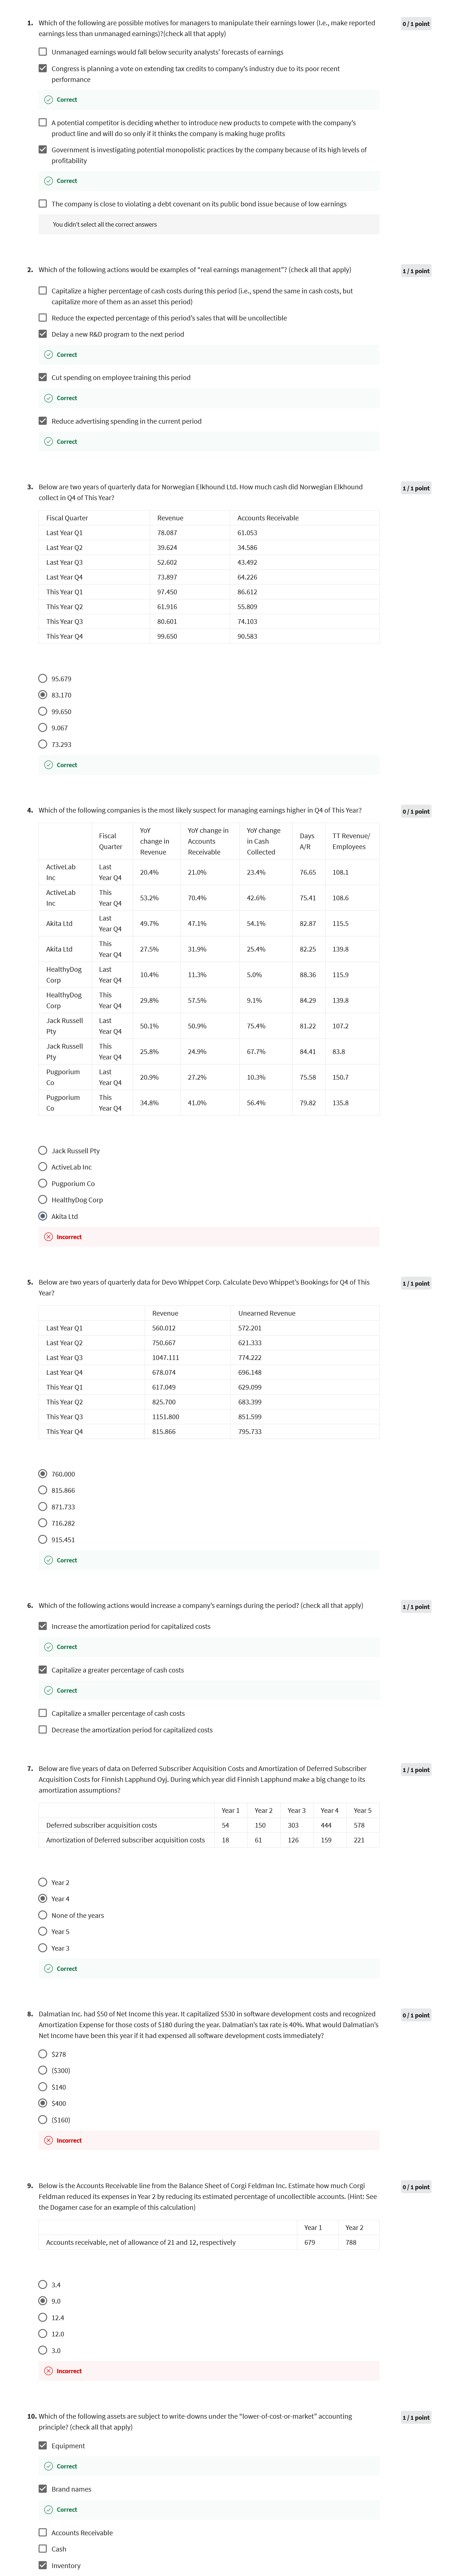 1. Which of the following are possible motives for managers to manipulate their earnings lower (I.e., make reported
earnings less than unmanaged earnings)?(check all that apply)
0 / 1 point
Unmanaged earnings would fall below security analysts' forecasts of earnings
Congress is planning a vote on extending tax credits to company's industry due to its poor recent
performance
Correct
A potential competitor is deciding whether to introduce new products to compete with the company's
product line and will do so only if it thinks the company is making huge profits
Government is investigating potential monopolistic practices by the company because of its high levels of
profitability
Correct
The company is close to violating a debt covenant on its public bond issue because of low earnings
You didn't select all the correct answers
2. Which of the following actions would be examples of "real earnings management"? (check all that apply)
1 / 1 point
Capitalize a higher percentage of cash costs during this period (i.e., spend the same in cash costs, but
capitalize more of them as an asset this period)
Reduce the expected percentage of this period's sales that will be uncollectible
Delay a new R&D program to the next period
Correct
Cut spending on employee training this period
Correct
Reduce advertising spending in the current period
Correct
3. Below are two years of quarterly data for Norwegian Elkhound Ltd. How much cash did Norwegian Elkhound
collect in Q4 of This Year?
1 / 1 point
Fiscal Quarter Revenue Accounts Receivable
Last Year Q1 78.087 61.053
Last Year Q2 39.624 34.586
Last Year Q3 52.602 43.492
Last Year Q4 73.897 64.226
This Year Q1 97.450 86.612
This Year Q2 61.916 55.809
This Year Q3 80.601 74.103
This Year Q4 99.650 90.583
95.679
83.170
99.650
9.067
73.293
Correct
4. Which of the following companies is the most likely suspect for managing earnings higher in Q4 of This Year?
0 / 1 point
Fiscal Quarter YoY change in Revenue YoY change in Accounts Receivable YoY change in Cash Collected Days A/R TT Revenue/ Employees
ActiveLab Inc Last Year Q4 20.4% 21.0% 23.4% 76.65 108.1
ActiveLab Inc This Year Q4 53.2% 70.4% 42.6% 75.41 108.6
Akita Ltd Last Year Q4 49.7% 47.1% 54.1% 82.87 115.5
Akita Ltd This Year Q4 27.5% 31.9% 25.4% 82.25 139.8
HealthyDog Corp Last Year Q4 10.4% 11.3% 5.0% 88.36 115.9
HealthyDog Corp This Year Q4 29.8% 57.5% 9.1% 84.29 139.8
Jack Russell Pty Last Year Q4 50.1% 50.9% 75.4% 81.22 107.2
Jack Russell Pty This Year Q4 25.8% 24.9% 67.7% 84.41 83.8
Pugporium Co Last Year Q4 20.9% 27.2% 10.3% 75.58 150.7
Pugporium Co This Year Q4 34.8% 41.0% 56.4% 79.82 135.8
Jack Russell Pty
ActiveLab Inc
Pugporium Co
HealthyDog Corp
Akita Ltd
Incorrect
5. Below are two years of quarterly data for Devo Whippet Corp. Calculate Devo Whippet's Bookings for Q4 of This
Year?
1 / 1 point
Revenue Unearned Revenue
Last Year Q1 560.012 572.201
Last Year Q2 750.667 621.333
Last Year Q3 1047.111 774.222
Last Year Q4 678.074 696.148
This Year Q1 617.049 629.099
This Year Q2 825.700 683.399
This Year Q3 1151.800 851.599
This Year Q4 815.866 795.733
760.000
815.866
871.733
716.282
915.451
Correct
6. Which of the following actions would increase a company's earnings during the period? (check all that apply)
1 / 1 point
Increase the amortization period for capitalized costs
Correct
Capitalize a greater percentage of cash costs
Correct
Capitalize a smaller percentage of cash costs
Decrease the amortization period for capitalized costs
7. Below are five years of data on Deferred Subscriber Acquisition Costs and Amortization of Deferred Subscriber
Acquisition Costs for Finnish Lapphund Oyj. During which year did Finnish Lapphund make a big change to its
amortization assumptions?
1 / 1 point
Year 1 Year 2 Year 3 Year 4 Year 5
Deferred subscriber acquisition costs 54 150 303 444 578
Amortization of Deferred subscriber acquisition costs 18 61 126 159 221
Year 2
Year 4
None of the years
Year 5
Year 3
Correct
8. Dalmatian Inc. had $50 of Net Income this year. It capitalized $530 in software development costs and recognized
Amortization Expense for those costs of $180 during the year. Dalmatian's tax rate is 40%. What would Dalmatian's
Net Income have been this year if it had expensed all software development costs immediately?
0 / 1 point
$278
($300)
$140
$400
($160)
Incorrect
9. Below is the Accounts Receivable line from the Balance Sheet of Corgi Feldman Inc. Estimate how much Corgi
Feldman reduced its expenses in Year 2 by reducing its estimated percentage of uncollectible accounts. (Hint: See
the Dogamer case for an example of this calculation)
0 / 1 point
Year 1 Year 2
Accounts receivable, net of allowance of 21 and 12, respectively 679 788
3.4
9.0
12.4
12.0
3.0
Incorrect
10. Which of the following assets are subject to write-downs under the "lower-of-cost-or-market" accounting
principle? (check all that apply)
1 / 1 point
Equipment
Correct
Brand names
Correct
Accounts Receivable
Cash
Inventory